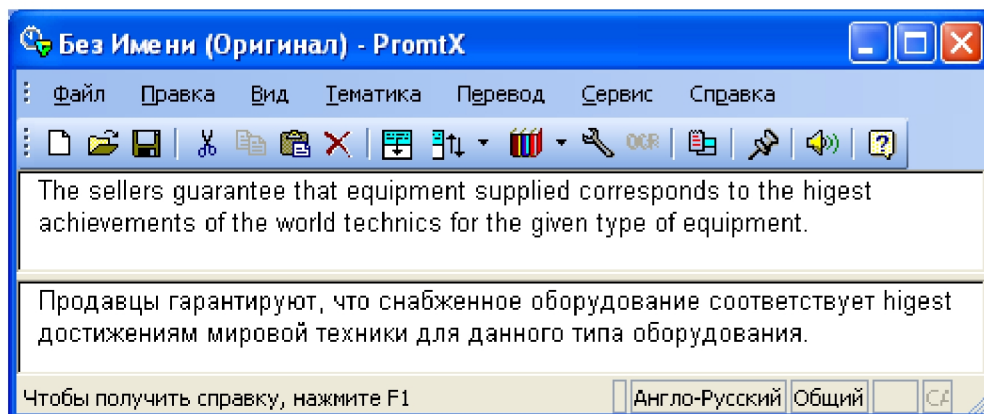 Без Имени (Оригинал) - PromtX
Файл Правка Вид Тематика Перевод Сервис Справка
OCR
The sellers guarantee that equipment supplied corresponds to the higest
achievements of the world technics for the given type of equipment.
Продавцы гарантируют, что снабженное оборудование соответствует higest
достижениям мировой техники для данного типа оборудования.
Чтобы получить справку, нажмите F1 Англо-Русский Общий